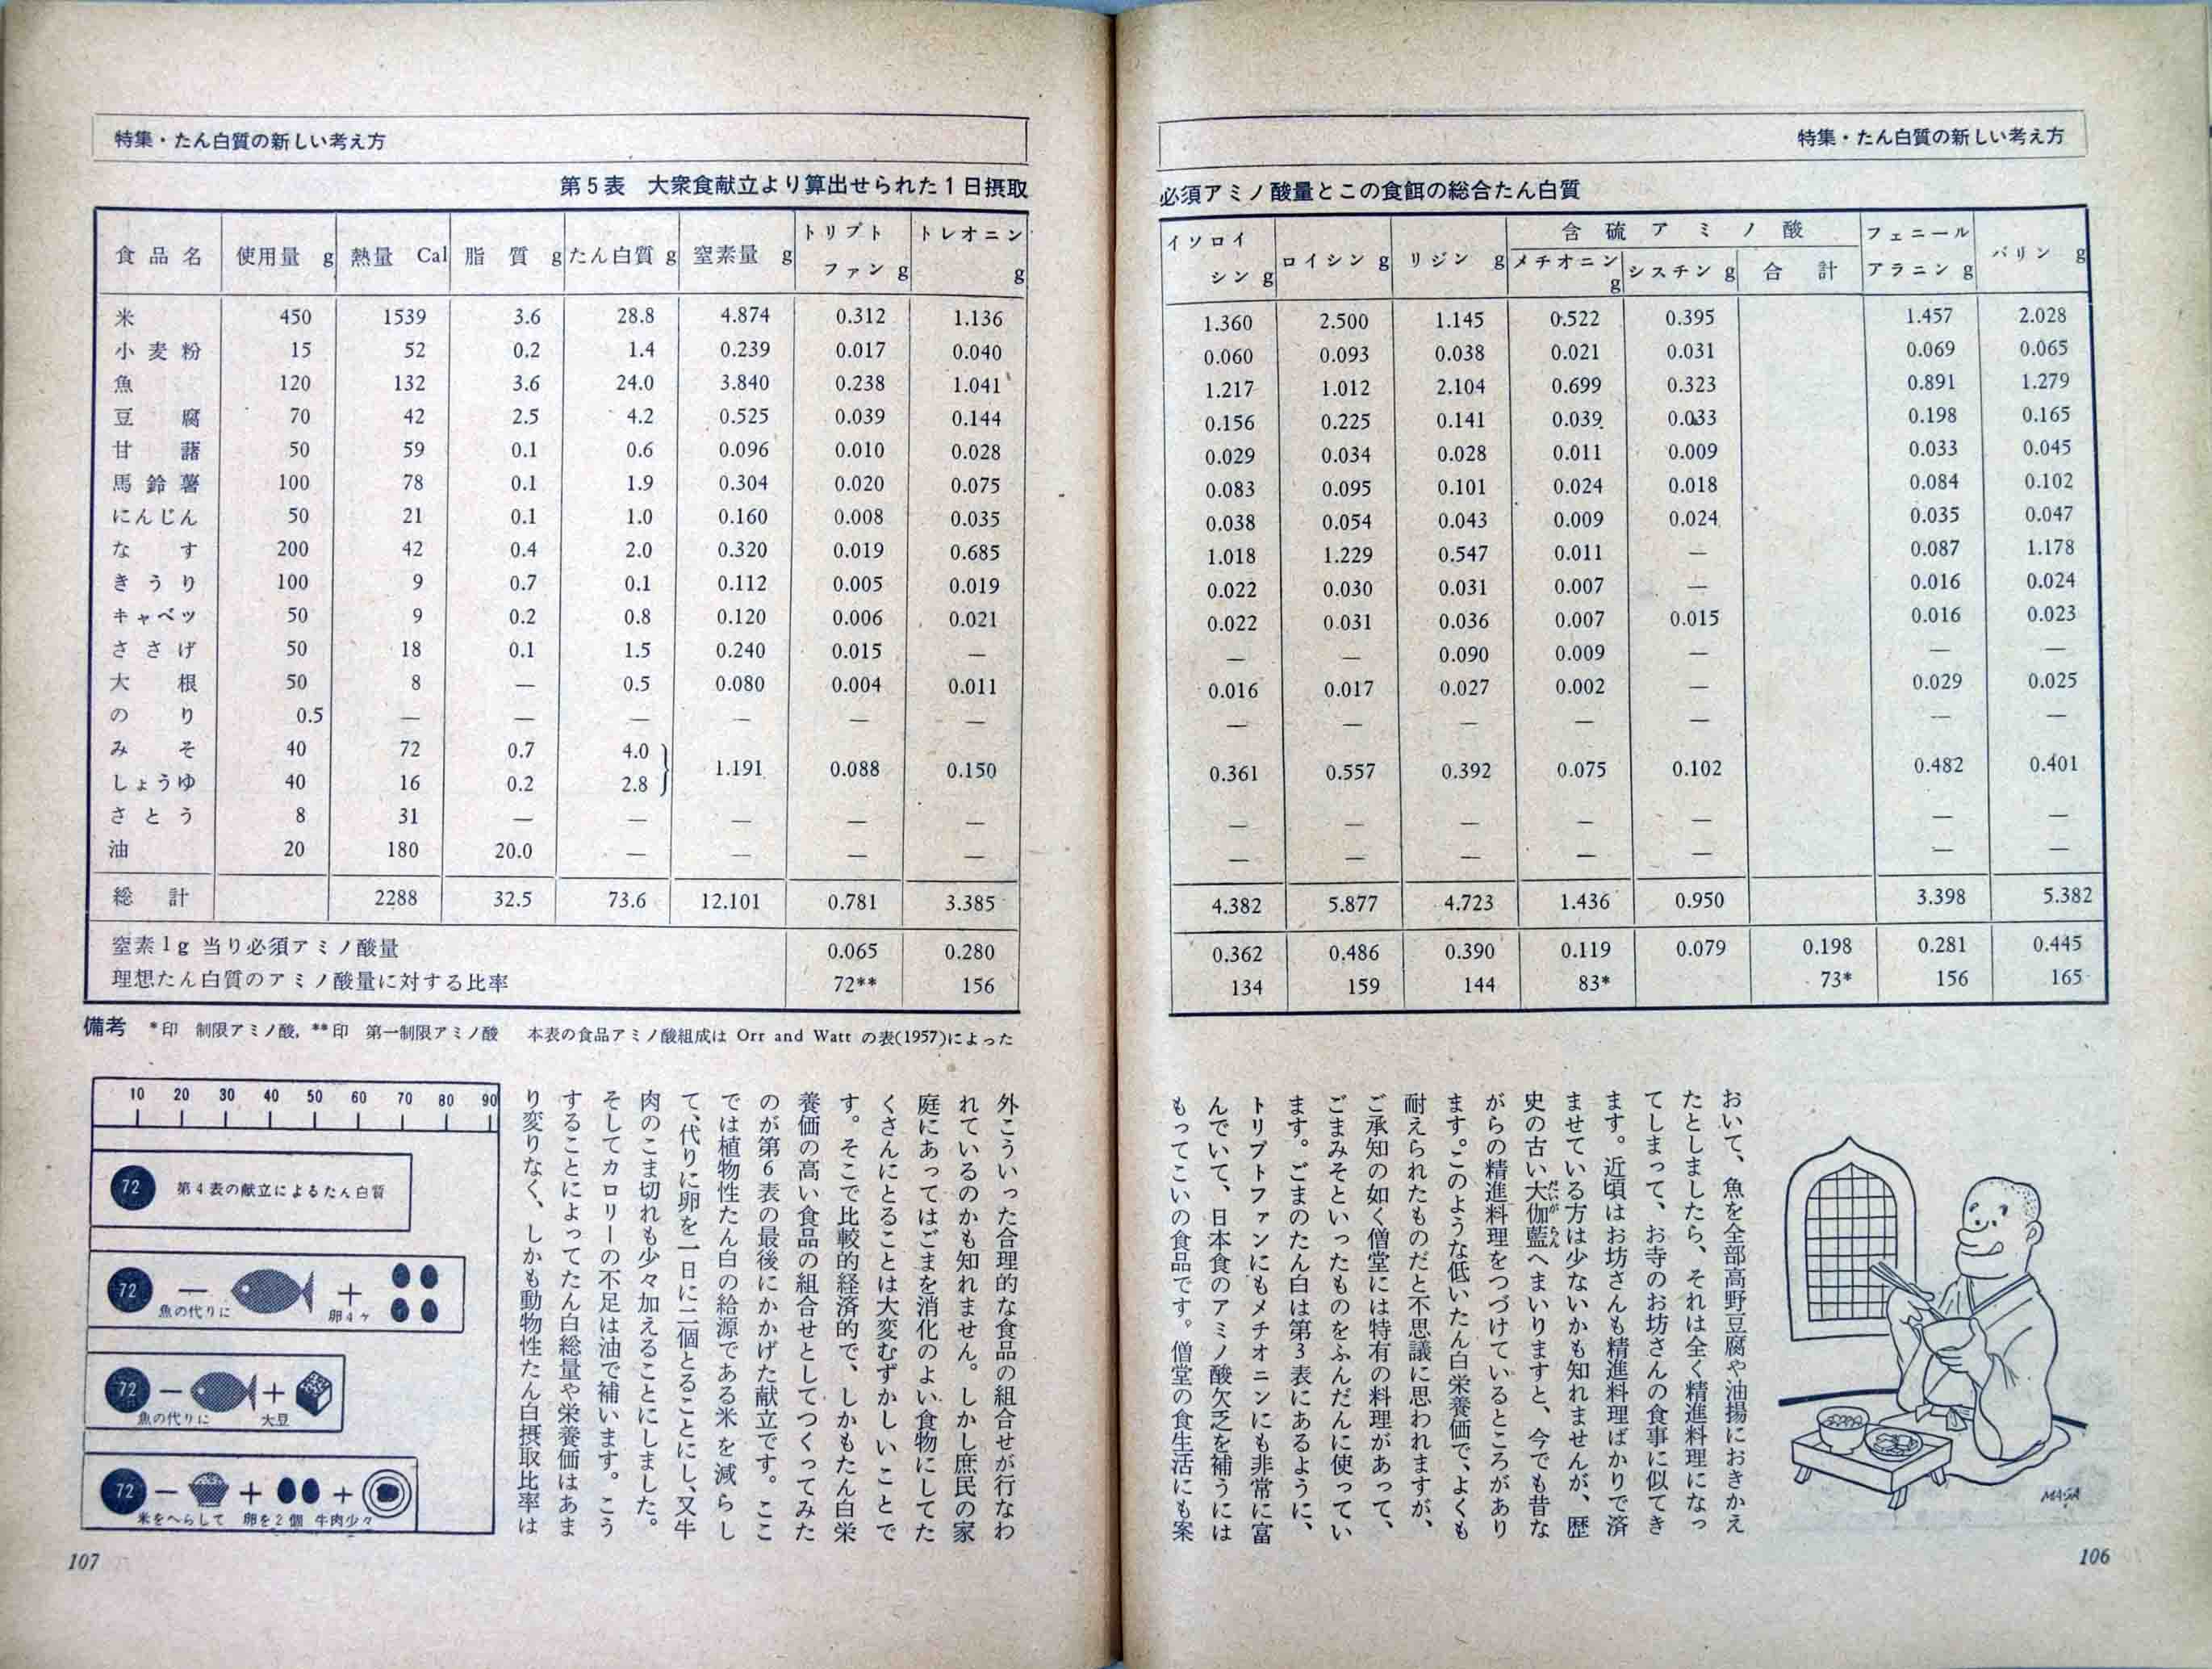 特集・たん白質の新しい考え方
第5表　大衆食献立より算出せられた1日摂取
食品名　使用量 g　熱量 Cal　脂質 g　たん白質 g　窒素量 g　トリプトファン g　トレオニン g
米 450 1539 3.6 28.8 4.874 0.312 1.136
小麦粉 15 52 0.2 1.4 0.239 0.017 0.040
魚 120 132 3.6 24.0 3.840 0.238 1.041
豆腐 70 42 2.5 4.2 0.525 0.039 0.144
甘藷 50 59 0.1 0.6 0.096 0.010 0.028
馬鈴薯 100 78 0.1 1.9 0.304 0.020 0.075
にんじん 50 21 0.1 1.0 0.160 0.008 0.035
なす 200 42 0.4 2.0 0.320 0.019 0.685
きうり 100 9 0.7 0.1 0.112 0.005 0.019
キャベツ 50 9 0.2 0.8 0.120 0.006 0.021
ささげ 50 18 0.1 1.5 0.240 0.015 —
大根 50 8 — 0.5 0.080 0.004 0.011
のり 0.5 — — — — — —
みそ 40 72 0.7 4.0
しょうゆ 40 16 0.2 2.8 } 1.191 0.088 0.150
さとう 8 31 — — — — —
油 20 180 20.0 — — — —
総計 2288 32.5 73.6 12.101 0.781 3.385
窒素1g 当り必須アミノ酸量 0.065 0.280
理想たん白質のアミノ酸量に対する比率 72** 156
備考　*印　制限アミノ酸, **印　第一制限アミノ酸　本表の食品アミノ酸組成は Orr and Watt の表(1957)によった
特集・たん白質の新しい考え方
必須アミノ酸量とこの食餌の総合たん白質
イソロイシン g　ロイシン g　リジン g　含硫アミノ酸　メチオニン g　シスチン g　合計　フェニールアラニン g　バリン g
1.360 2.500 1.145 0.522 0.395 1.457 2.028
0.060 0.093 0.038 0.021 0.031 0.069 0.065
1.217 1.012 2.104 0.699 0.323 0.891 1.279
0.156 0.225 0.141 0.039 0.033 0.198 0.165
0.029 0.034 0.028 0.011 0.009 0.033 0.045
0.083 0.095 0.101 0.024 0.018 0.084 0.102
0.038 0.054 0.043 0.009 0.024 0.035 0.047
1.018 1.229 0.547 0.011 — 0.087 1.178
0.022 0.030 0.031 0.007 — 0.016 0.024
0.022 0.031 0.036 0.007 0.015 0.016 0.023
— — 0.090 0.009 — — —
0.016 0.017 0.027 0.002 — 0.029 0.025
— — — — — — —
0.361 0.557 0.392 0.075 0.102 0.482 0.401
— — — — — — —
— — — — — — —
4.382 5.877 4.723 1.436 0.950 3.398 5.382
0.362 0.486 0.390 0.119 0.079 0.198 0.281 0.445
134 159 144 83* 73* 156 165
おいて、魚を全部高野豆腐や油揚におきかえ
たとしましたら、それは全く精進料理になっ
てしまって、お寺のお坊さんの食事に似てき
ます。近頃はお坊さんも精進料理ばかりで済
ませている方は少ないかも知れませんが、歴
史の古い大伽藍へまいりますと、今でも昔な
だいがらん
がらの精進料理をつづけているところがあり
ます。このような低いたん白栄養価で、よくも
耐えられたものだと不思議に思われますが、
ご承知の如く僧堂には特有の料理があって、
ごまみそといったものをふんだんに使ってい
ます。ごまのたん白は第3表にあるように、
トリプトファンにもメチオニンにも非常に富
んでいて、日本食のアミノ酸欠乏を補うには
もってこいの食品です。僧堂の食生活にも案
MASA
106
外こういった合理的な食品の組合せが行なわ
れているのかも知れません。しかし庶民の家
庭にあってはごまを消化のよい食物にしてた
くさんにとることは大変むずかしいことで
す。そこで比較的経済的で、しかもたん白栄
養価の高い食品の組合せとしてつくってみた
のが第6表の最後にかかげた献立です。ここ
では植物性たん白の給源である米を減らし
て、代りに卵を一日に二個とることにし、又牛
肉のこま切れも少々加えることにしました。
そしてカロリーの不足は油で補います。こう
することによってたん白総量や栄養価はあま
り変りなく、しかも動物性たん白摂取比率は
10 20 30 40 50 60 70 80 90
72 第4表の献立によるたん白質
72 − +
魚の代りに 卵4ヶ
72 − +
魚の代りに 大豆
72 − + +
米をへらして 卵を2個 牛肉少々
107